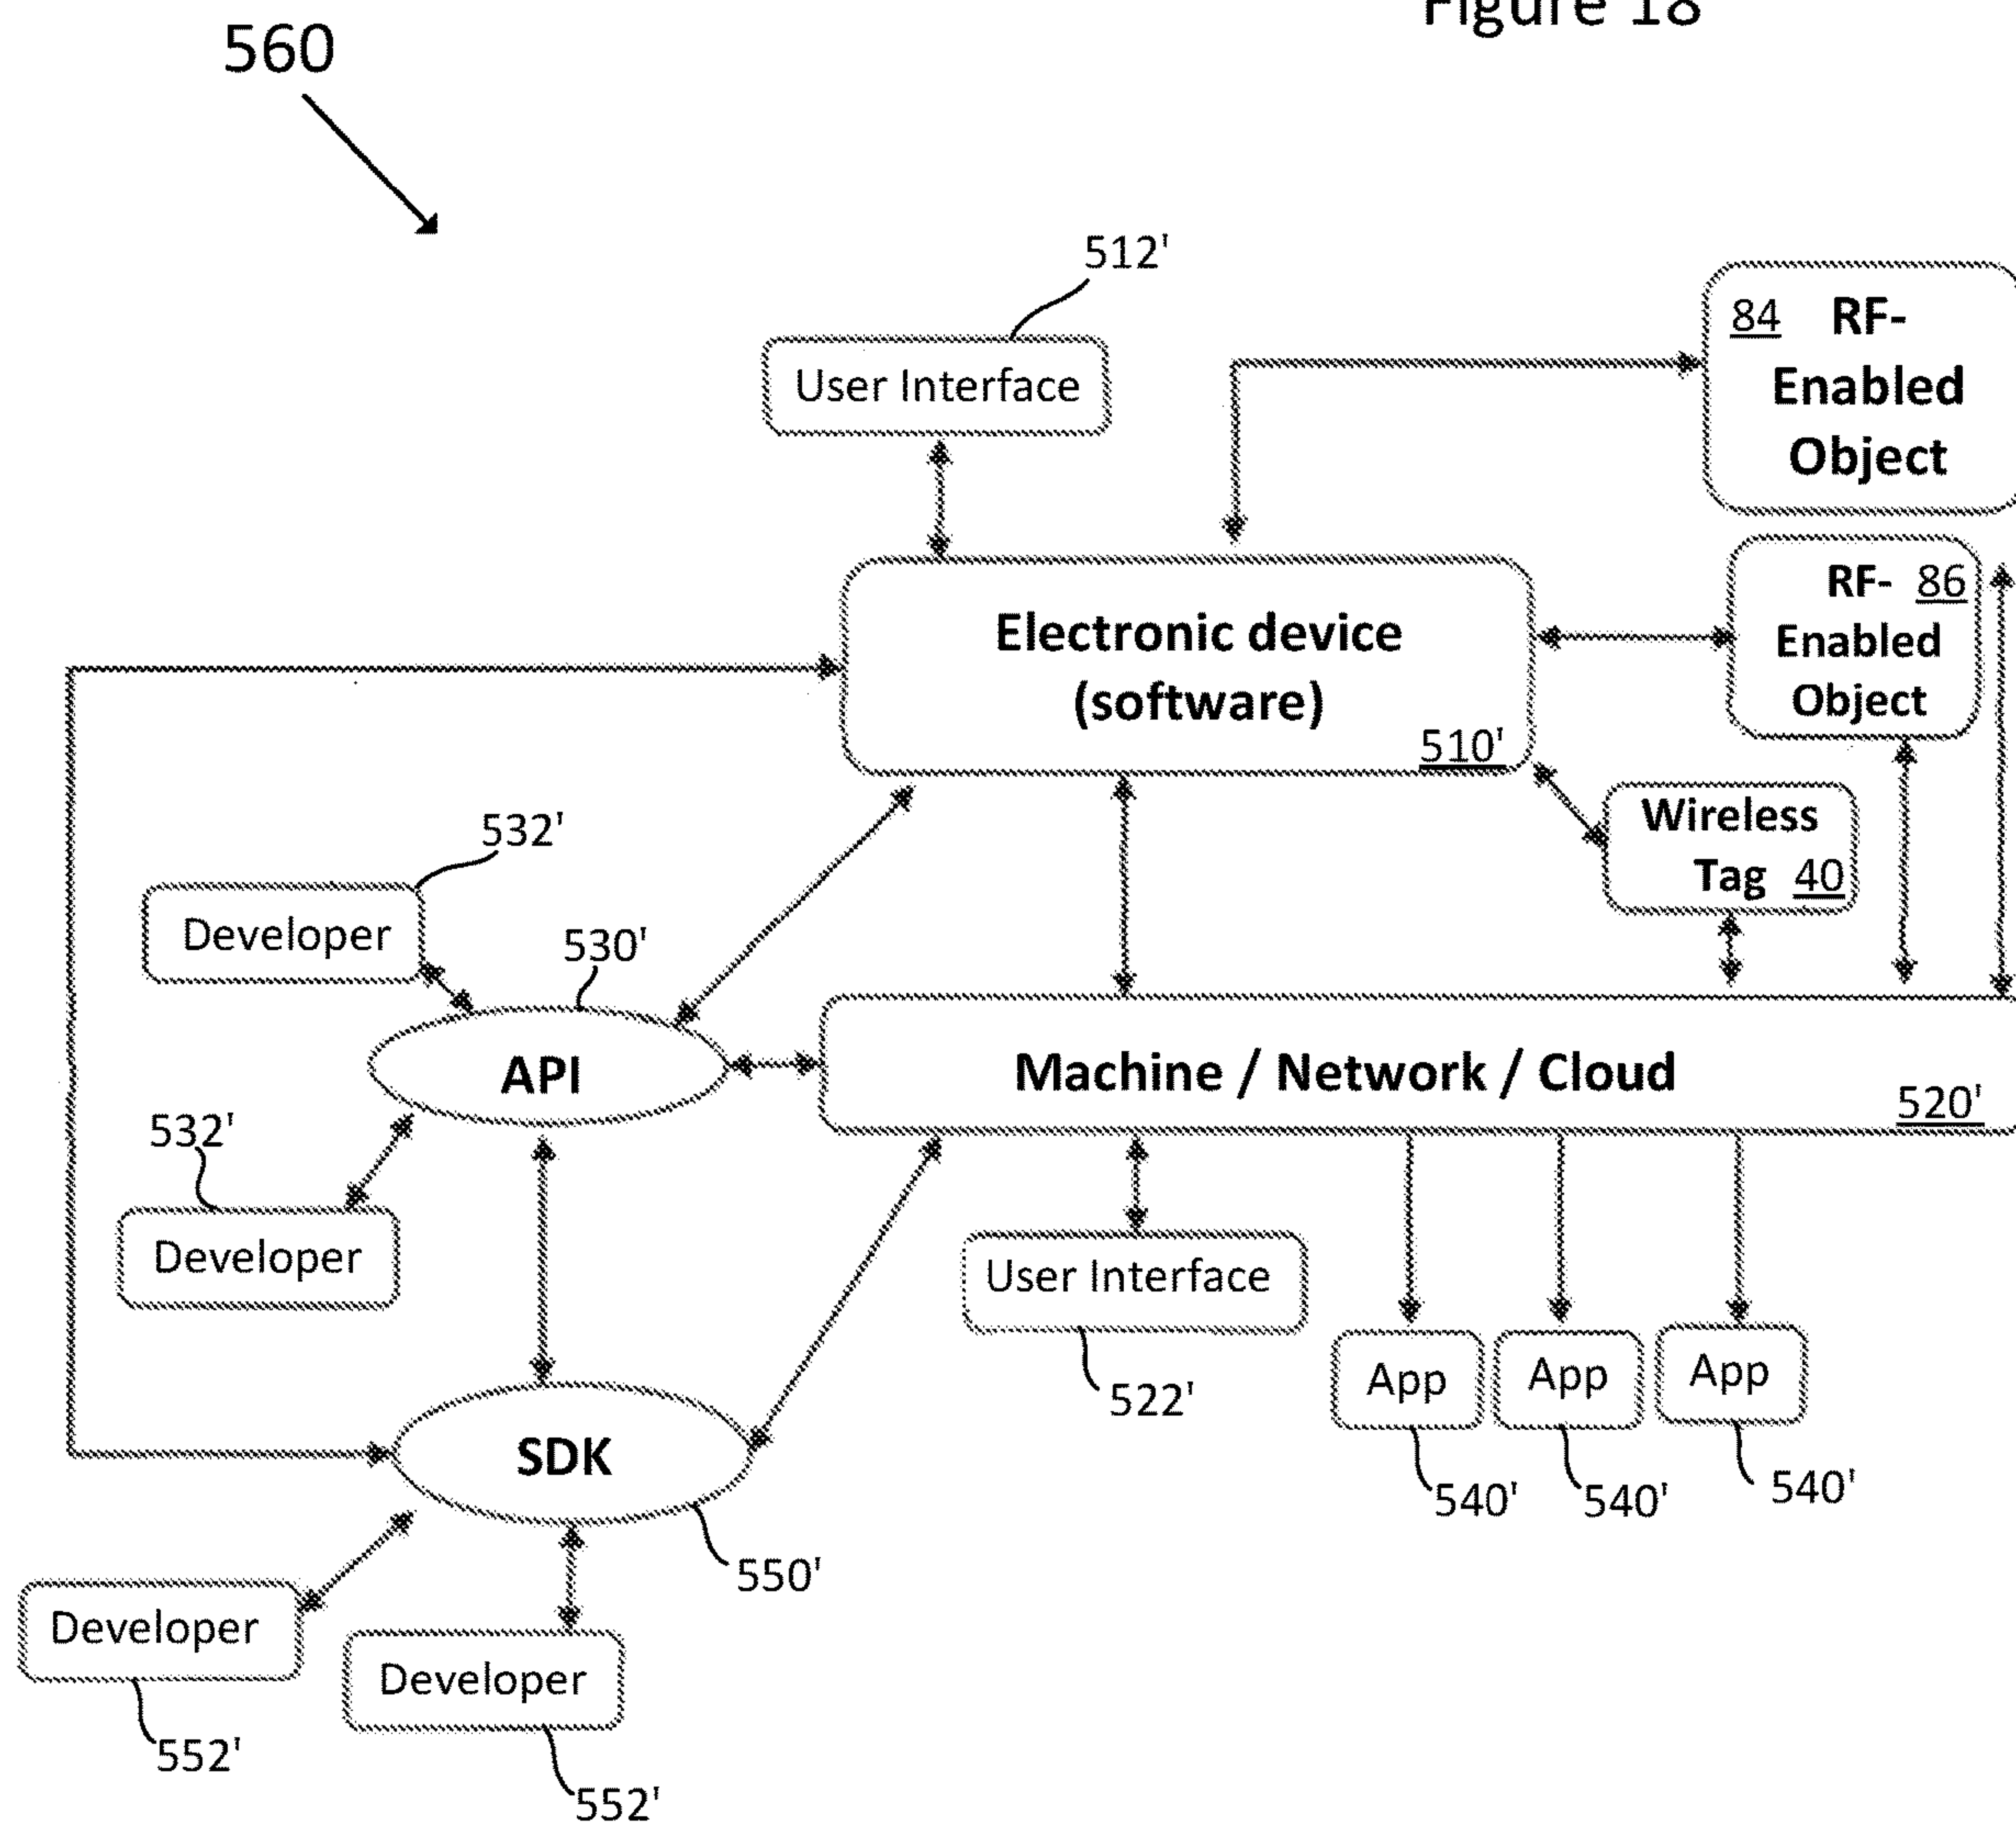 Figure 18
560
512'
User Interface
84 RF-
Enabled
Object
RF- 86
Enabled
Object
Electronic device
(software)
510'
Wireless
Tag 40
532'
Developer
530'
API
Machine / Network / Cloud
520'
532'
Developer
User Interface
522'
App
App
App
540'
540'
540'
SDK
550'
Developer
552'
Developer
552'